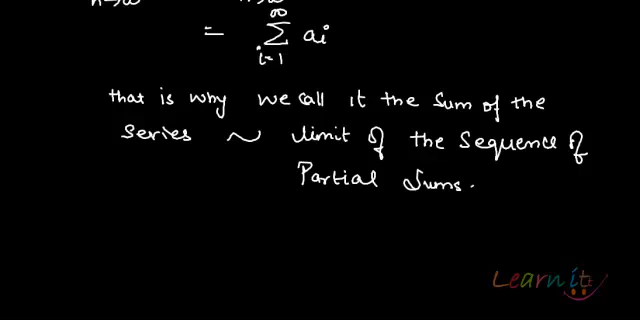 n→∞ n→∞
= ∞ Σ i=1 ai
that is why we call it the sum of the
series ~ limit of the sequence of
Partial sums.
Learnit